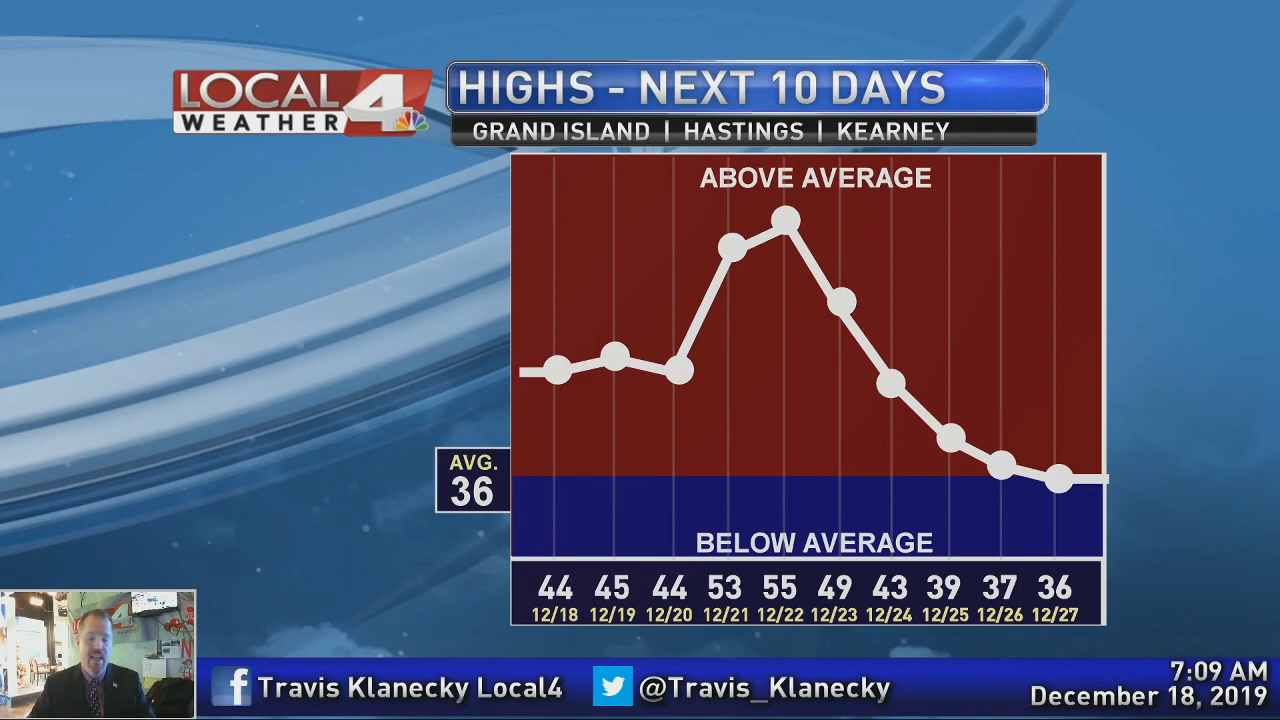 LOCAL 4
WEATHER
HIGHS - NEXT 10 DAYS
GRAND ISLAND | HASTINGS | KEARNEY
ABOVE AVERAGE
AVG.
36
BELOW AVERAGE
44 45 44 53 55 49 43 39 37 36
12/18 12/19 12/20 12/21 12/22 12/23 12/24 12/25 12/26 12/27
f Travis Klanecky Local4 @Travis_Klanecky
7:09 AM
December 18, 2019